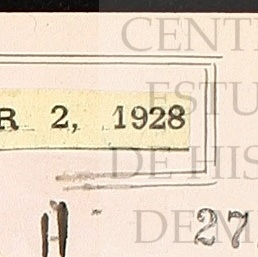 CENT
ESTU
R 2, 1928
DE HIS
DE M
27